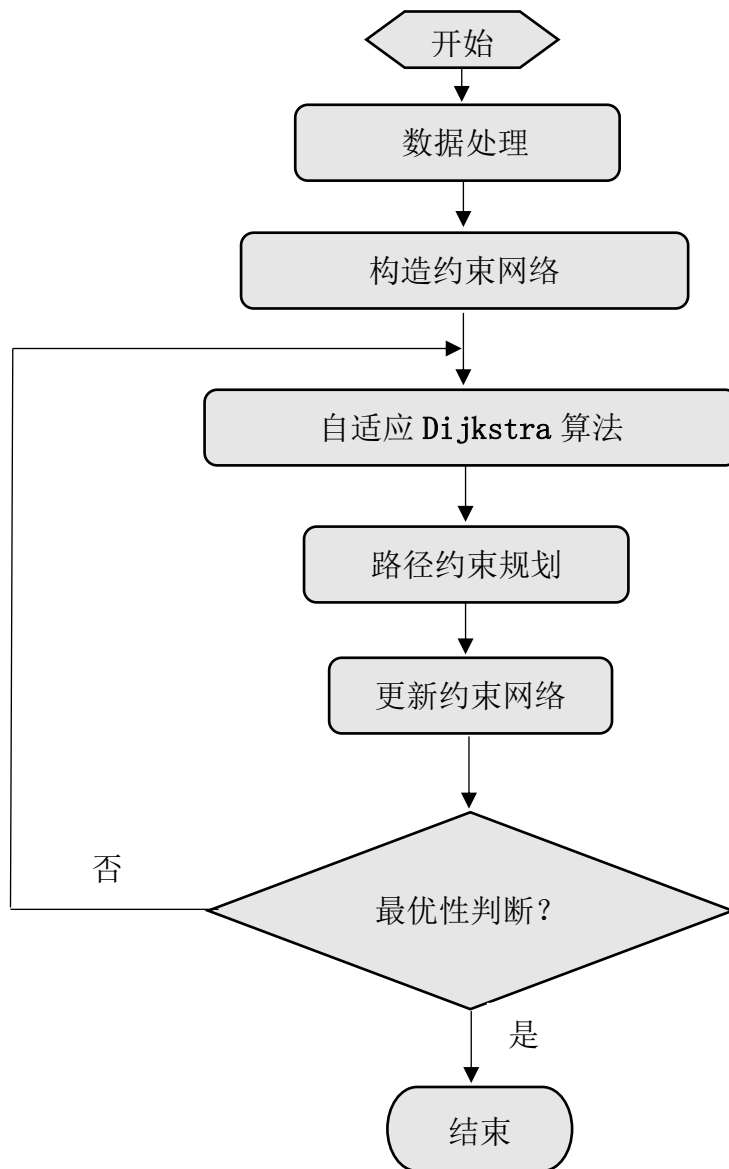 开始
数据处理
构造约束网络
自适应 Dijkstra 算法
路径约束规划
更新约束网络
否
最优性判断？
是
结束